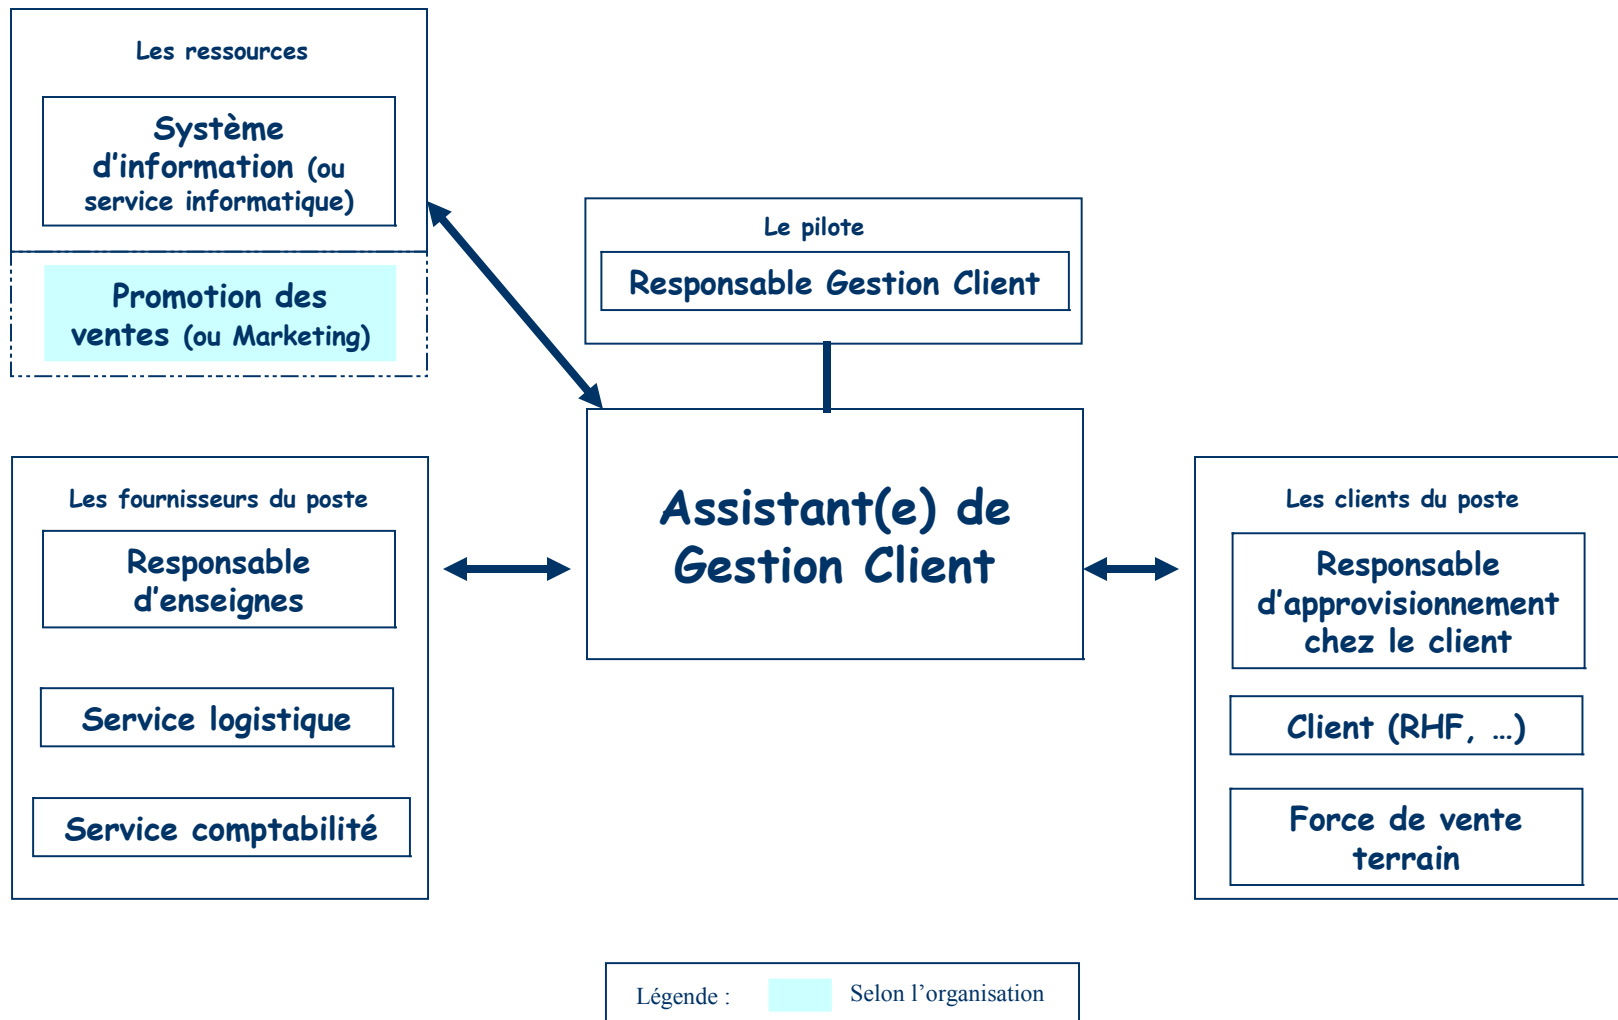 Les ressources
Système
d'information (ou
service informatique)
Promotion des
ventes (ou Marketing)
Le pilote
Responsable Gestion Client
Assistant(e) de
Gestion Client
Les fournisseurs du poste
Responsable
d'enseignes
Service logistique
Service comptabilité
Les clients du poste
Responsable
d'approvisionnement
chez le client
Client (RHF, …)
Force de vente
terrain
Légende : Selon l’organisation